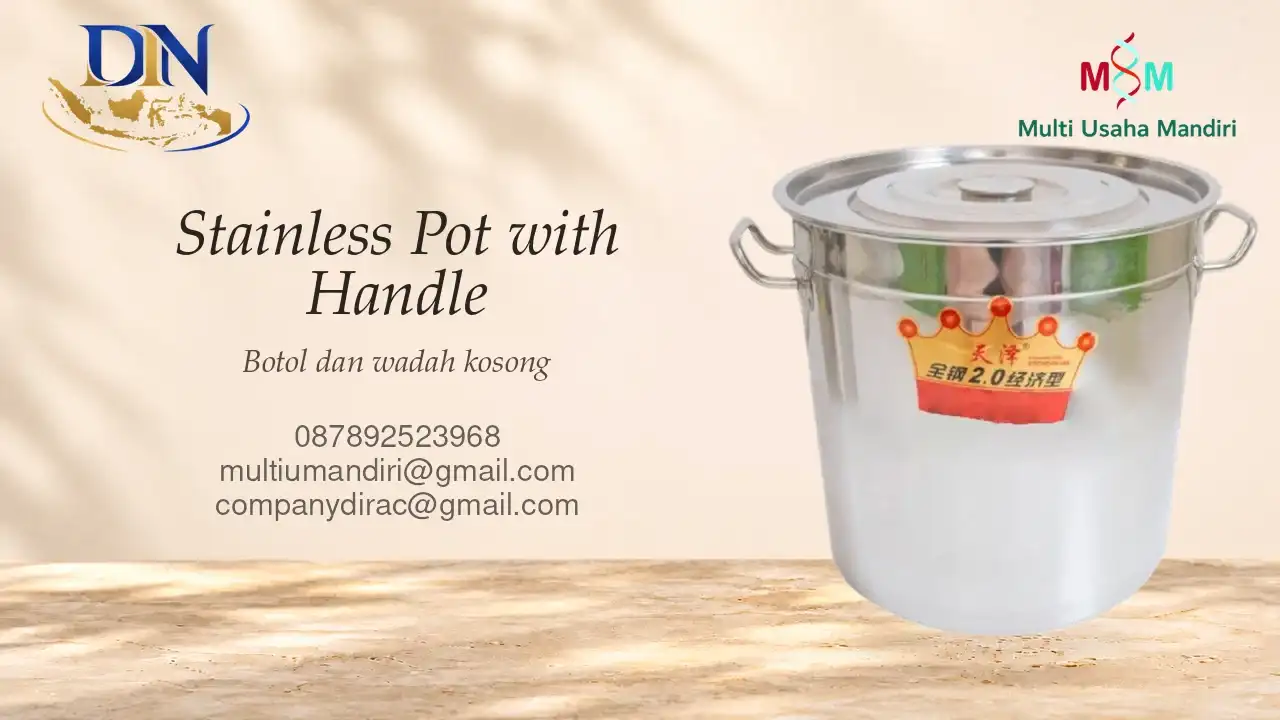 DIN
M M
Multi Usaha Mandiri
Stainless Pot with
Handle
Botol dan wadah kosong
087892523968
multiumandiri@gmail.com
companydirac@gmail.com
天泽®
全钢2.0经济型